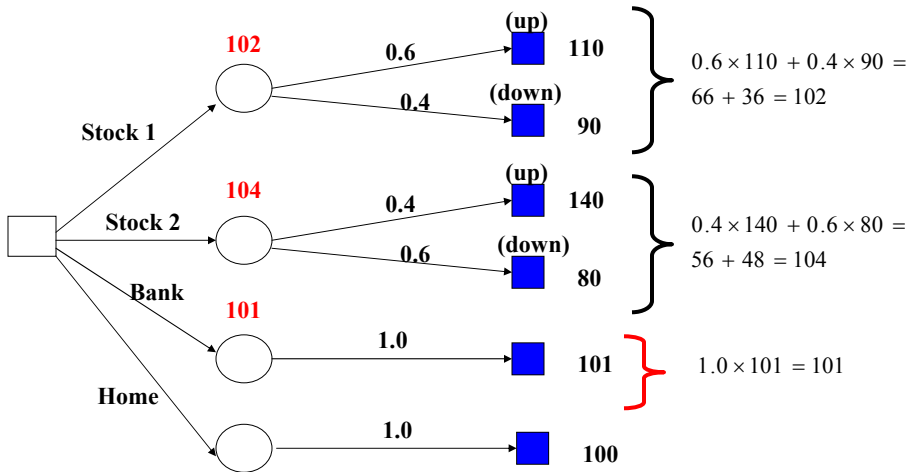 (up)
102
0.6
110
0.6 × 110 + 0.4 × 90 =
66 + 36 = 102
0.4
(down)
90
Stock 1
(up)
104
0.4
140
Stock 2
0.4 × 140 + 0.6 × 80 =
56 + 48 = 104
0.6
(down)
80
Bank
101
1.0
101
1.0 × 101 = 101
Home
1.0
100